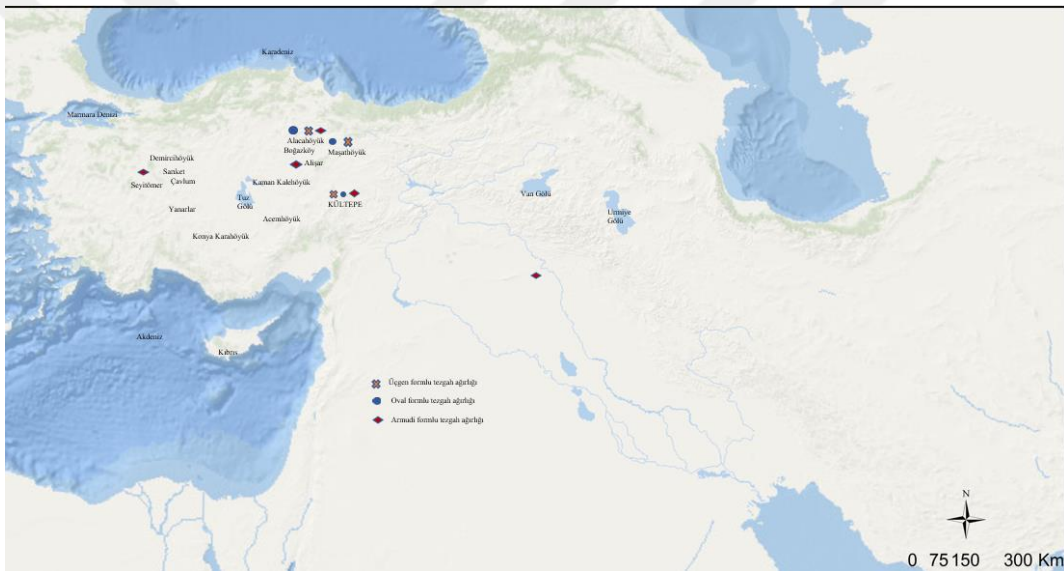 Karadeniz
Marmara Denizi
Alacahöyük
Boğazköy
Maşathöyük
Demircihöyük
Alişar
Sarıket
Çavlum
Seyitömer
Kaman Kalehöyük
Tuz
Gölü
KÜLTEPE
Van Gölü
Urmiye
Gölü
Yanarlar
Acemhöyük
Konya Karahöyük
Akdeniz
Kıbrıs
Üçgen formlu tezgah ağırlığı
Oval formlu tezgah ağırlığı
Armudi formlu tezgah ağırlığı
N
0 75 150 300 Km